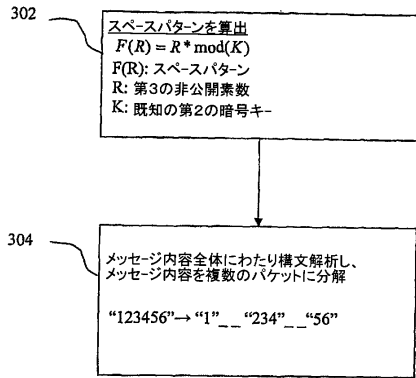 302
スペースパターンを算出
F(R) = R * mod(K)
F(R): スペースパターン
R: 第3の非公開素数
K: 既知の第2の暗号キー
304
メッセージ内容全体にわたり構文解析し、
メッセージ内容を複数のパケットに分解
“123456”→ “1”_ _ “234”_ _ “56”